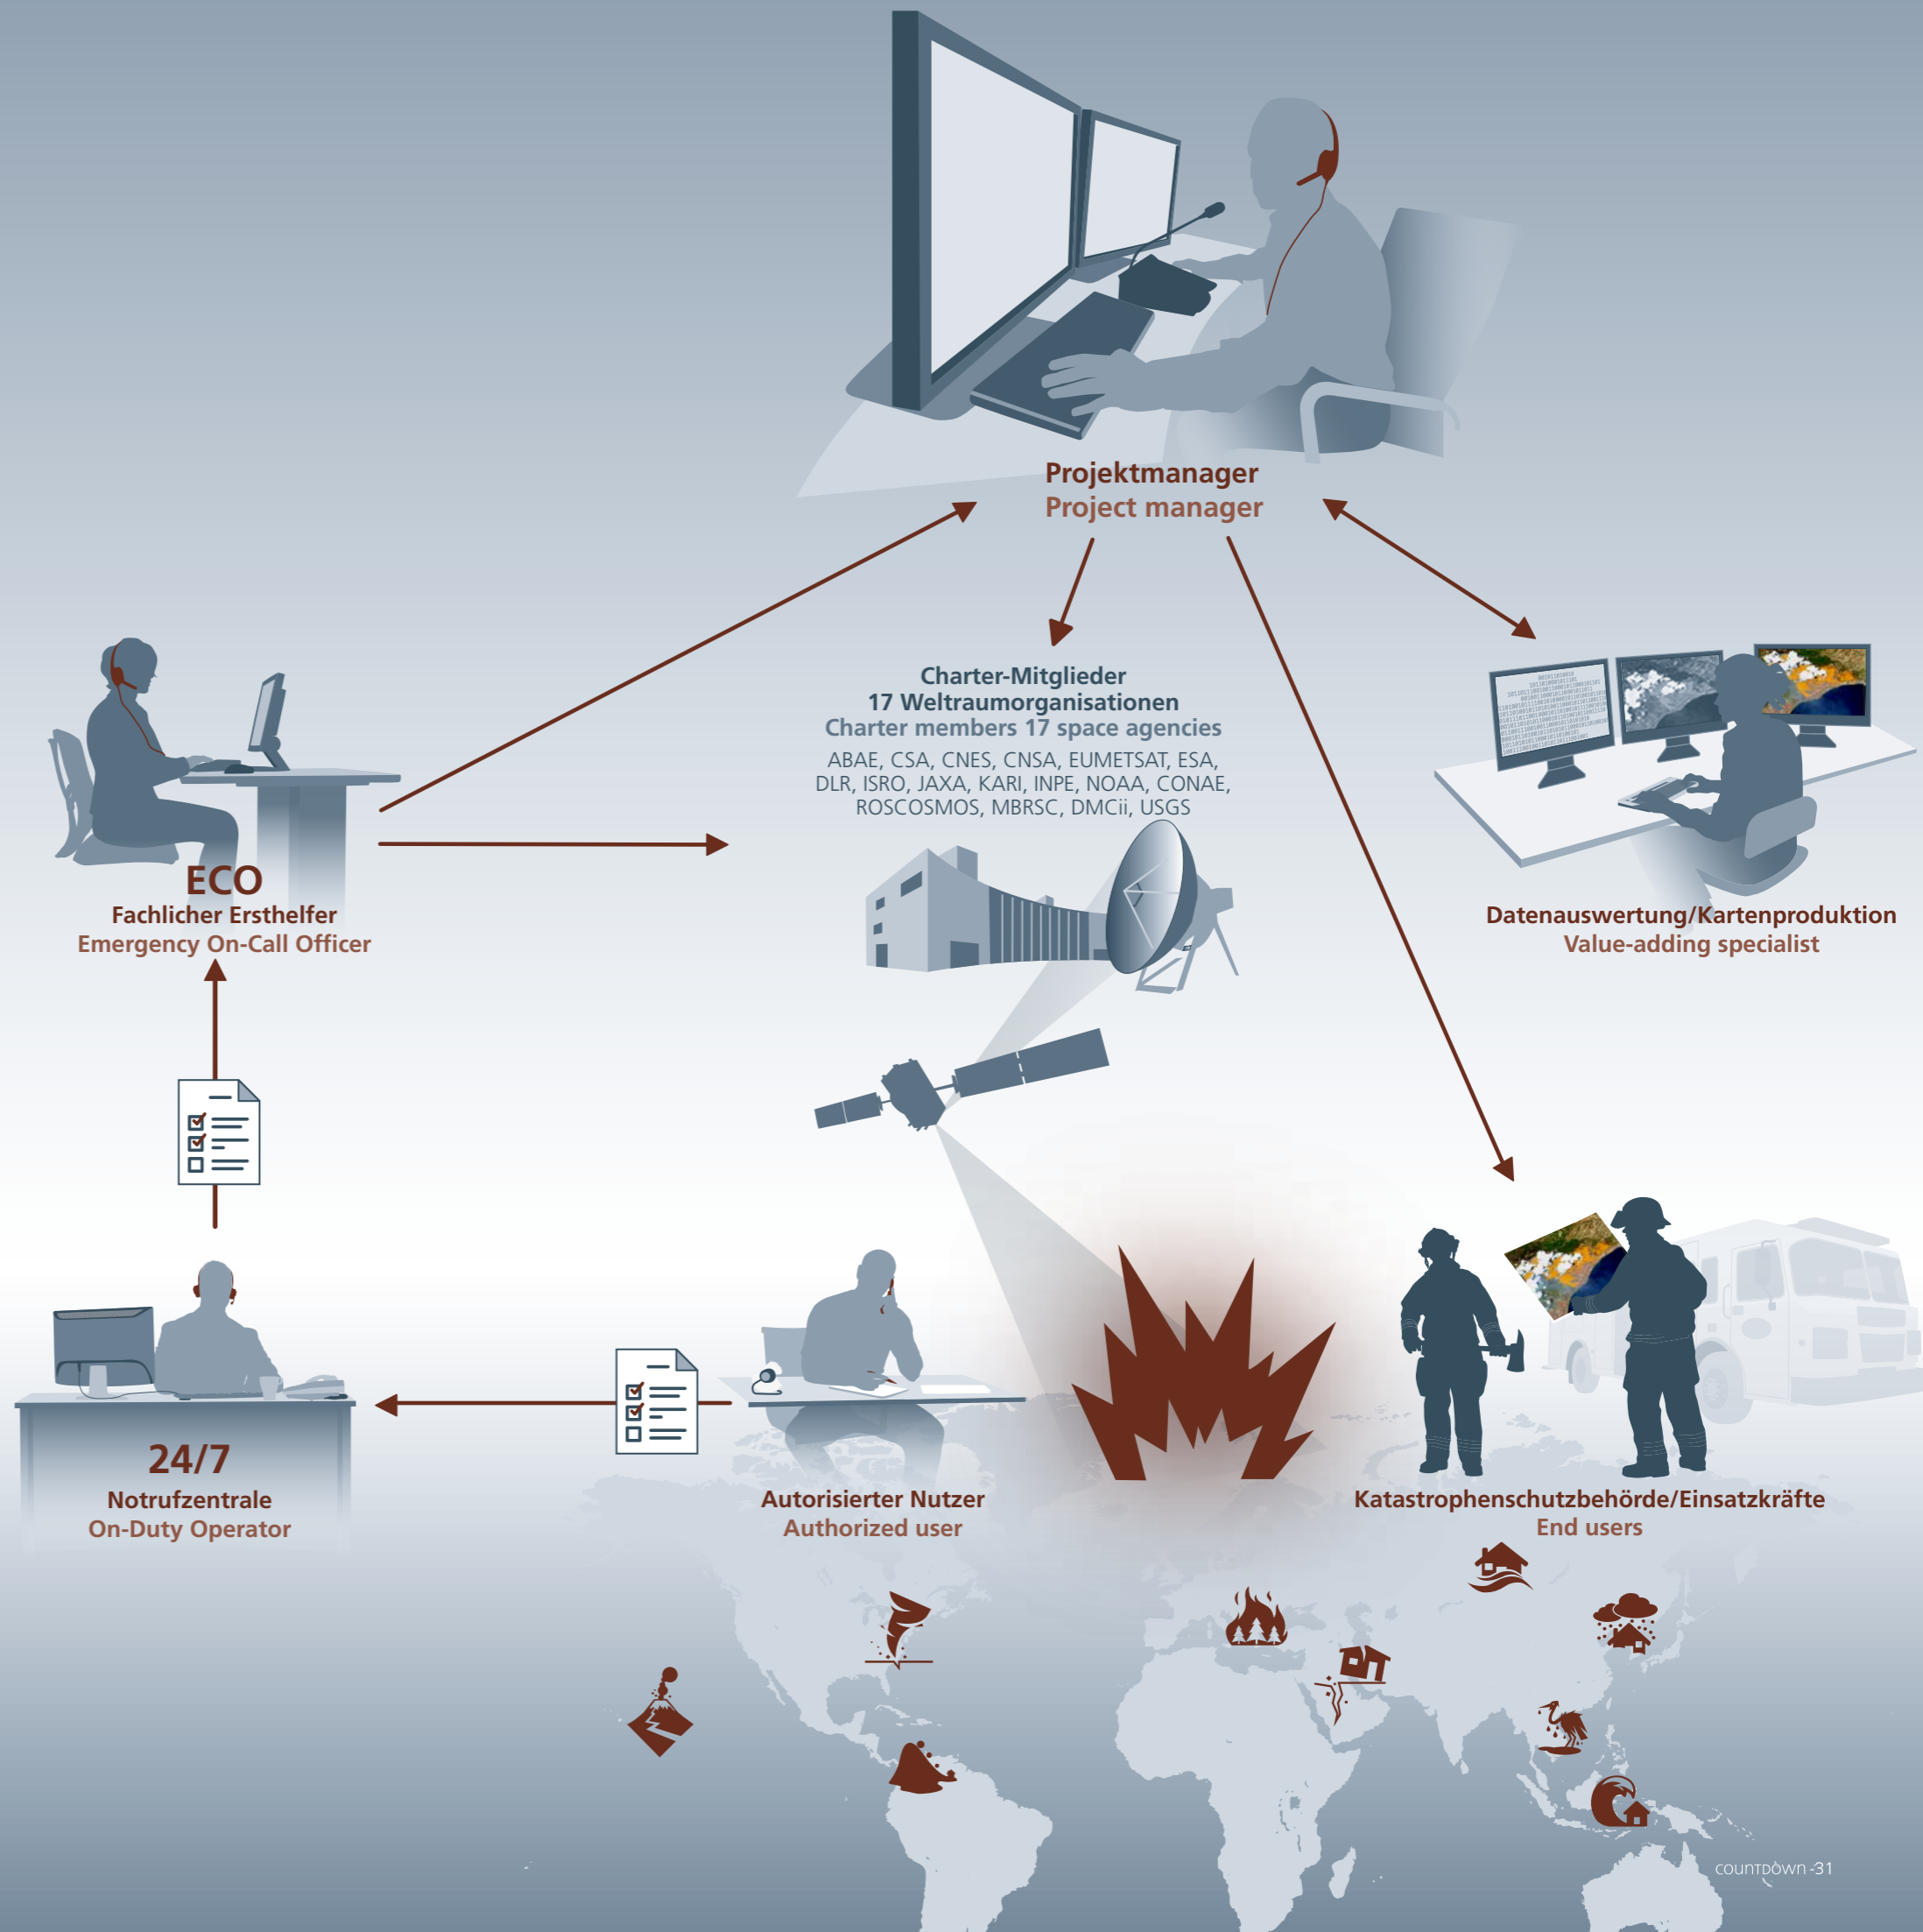 Projektmanager
Project manager
Charter-Mitglieder
17 Weltraumorganisationen
Charter members 17 space agencies
ABAE, CSA, CNES, CNSA, EUMETSAT, ESA,
DLR, ISRO, JAXA, KARI, INPE, NOAA, CONAE,
ROSCOSMOS, MBRSC, DMCii, USGS
ECO
Fachlicher Ersthelfer
Emergency On-Call Officer
Datenauswertung/Kartenproduktion
Value-adding specialist
24/7
Notrufzentrale
On-Duty Operator
Autorisierter Nutzer
Authorized user
Katastrophenschutzbehörde/Einsatzkräfte
End users
COUNTDOWN -31